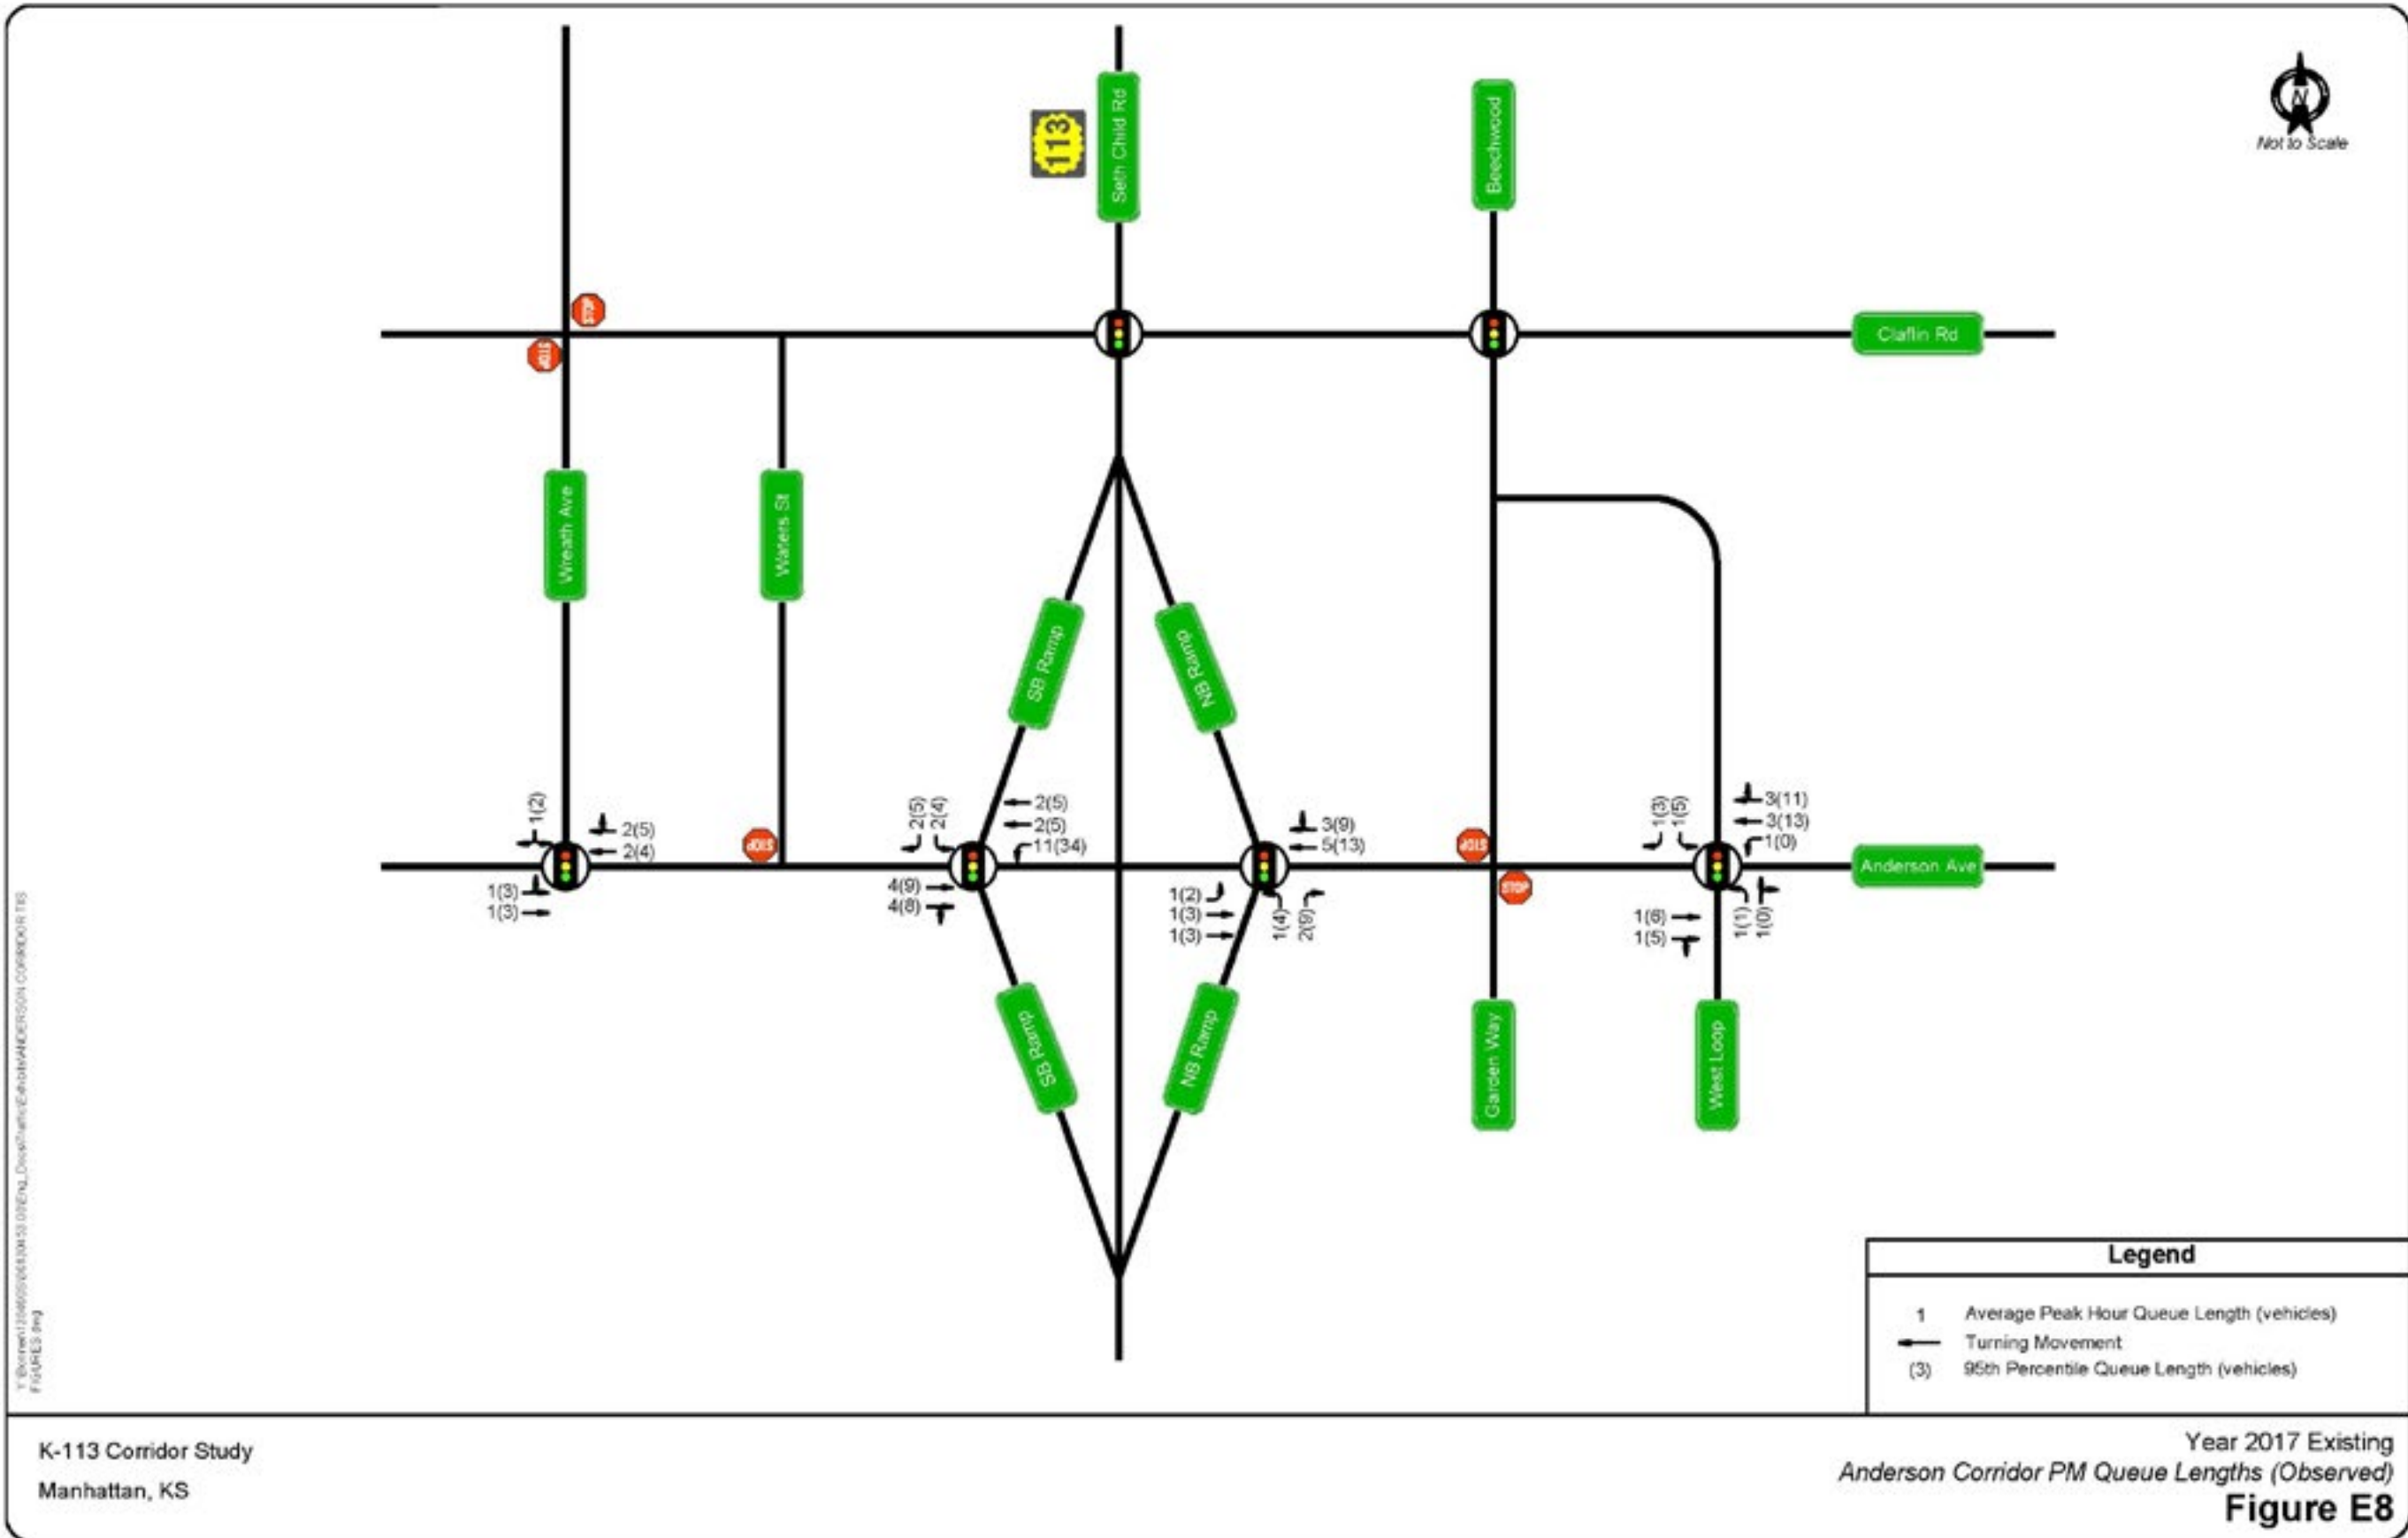 113
Seth Child Rd
Beechwood
N
Not to Scale
STOP
STOP
Claflin Rd
Wreath Ave
Waters St
SB Ramp
NB Ramp
1(2)
2(5)
2(4)
1(3)
1(3)
STOP
2(5)
2(4)
2(5)
2(5)
11(34)
4(9)
4(8)
3(9)
5(13)
1(2)
1(3)
1(3)
1(4)
2(9)
STOP
STOP
1(3)
1(5)
3(11)
3(13)
1(0)
1(6)
1(5)
1(1)
1(0)
Anderson Ave
SB Ramp
NB Ramp
Garden Way
West Loop
Legend
1 Average Peak Hour Queue Length (vehicles)
Turning Movement
(3) 95th Percentile Queue Length (vehicles)
FIGURES.dwg
K-113 Corridor Study
Manhattan, KS
Year 2017 Existing
Anderson Corridor PM Queue Lengths (Observed)
Figure E8